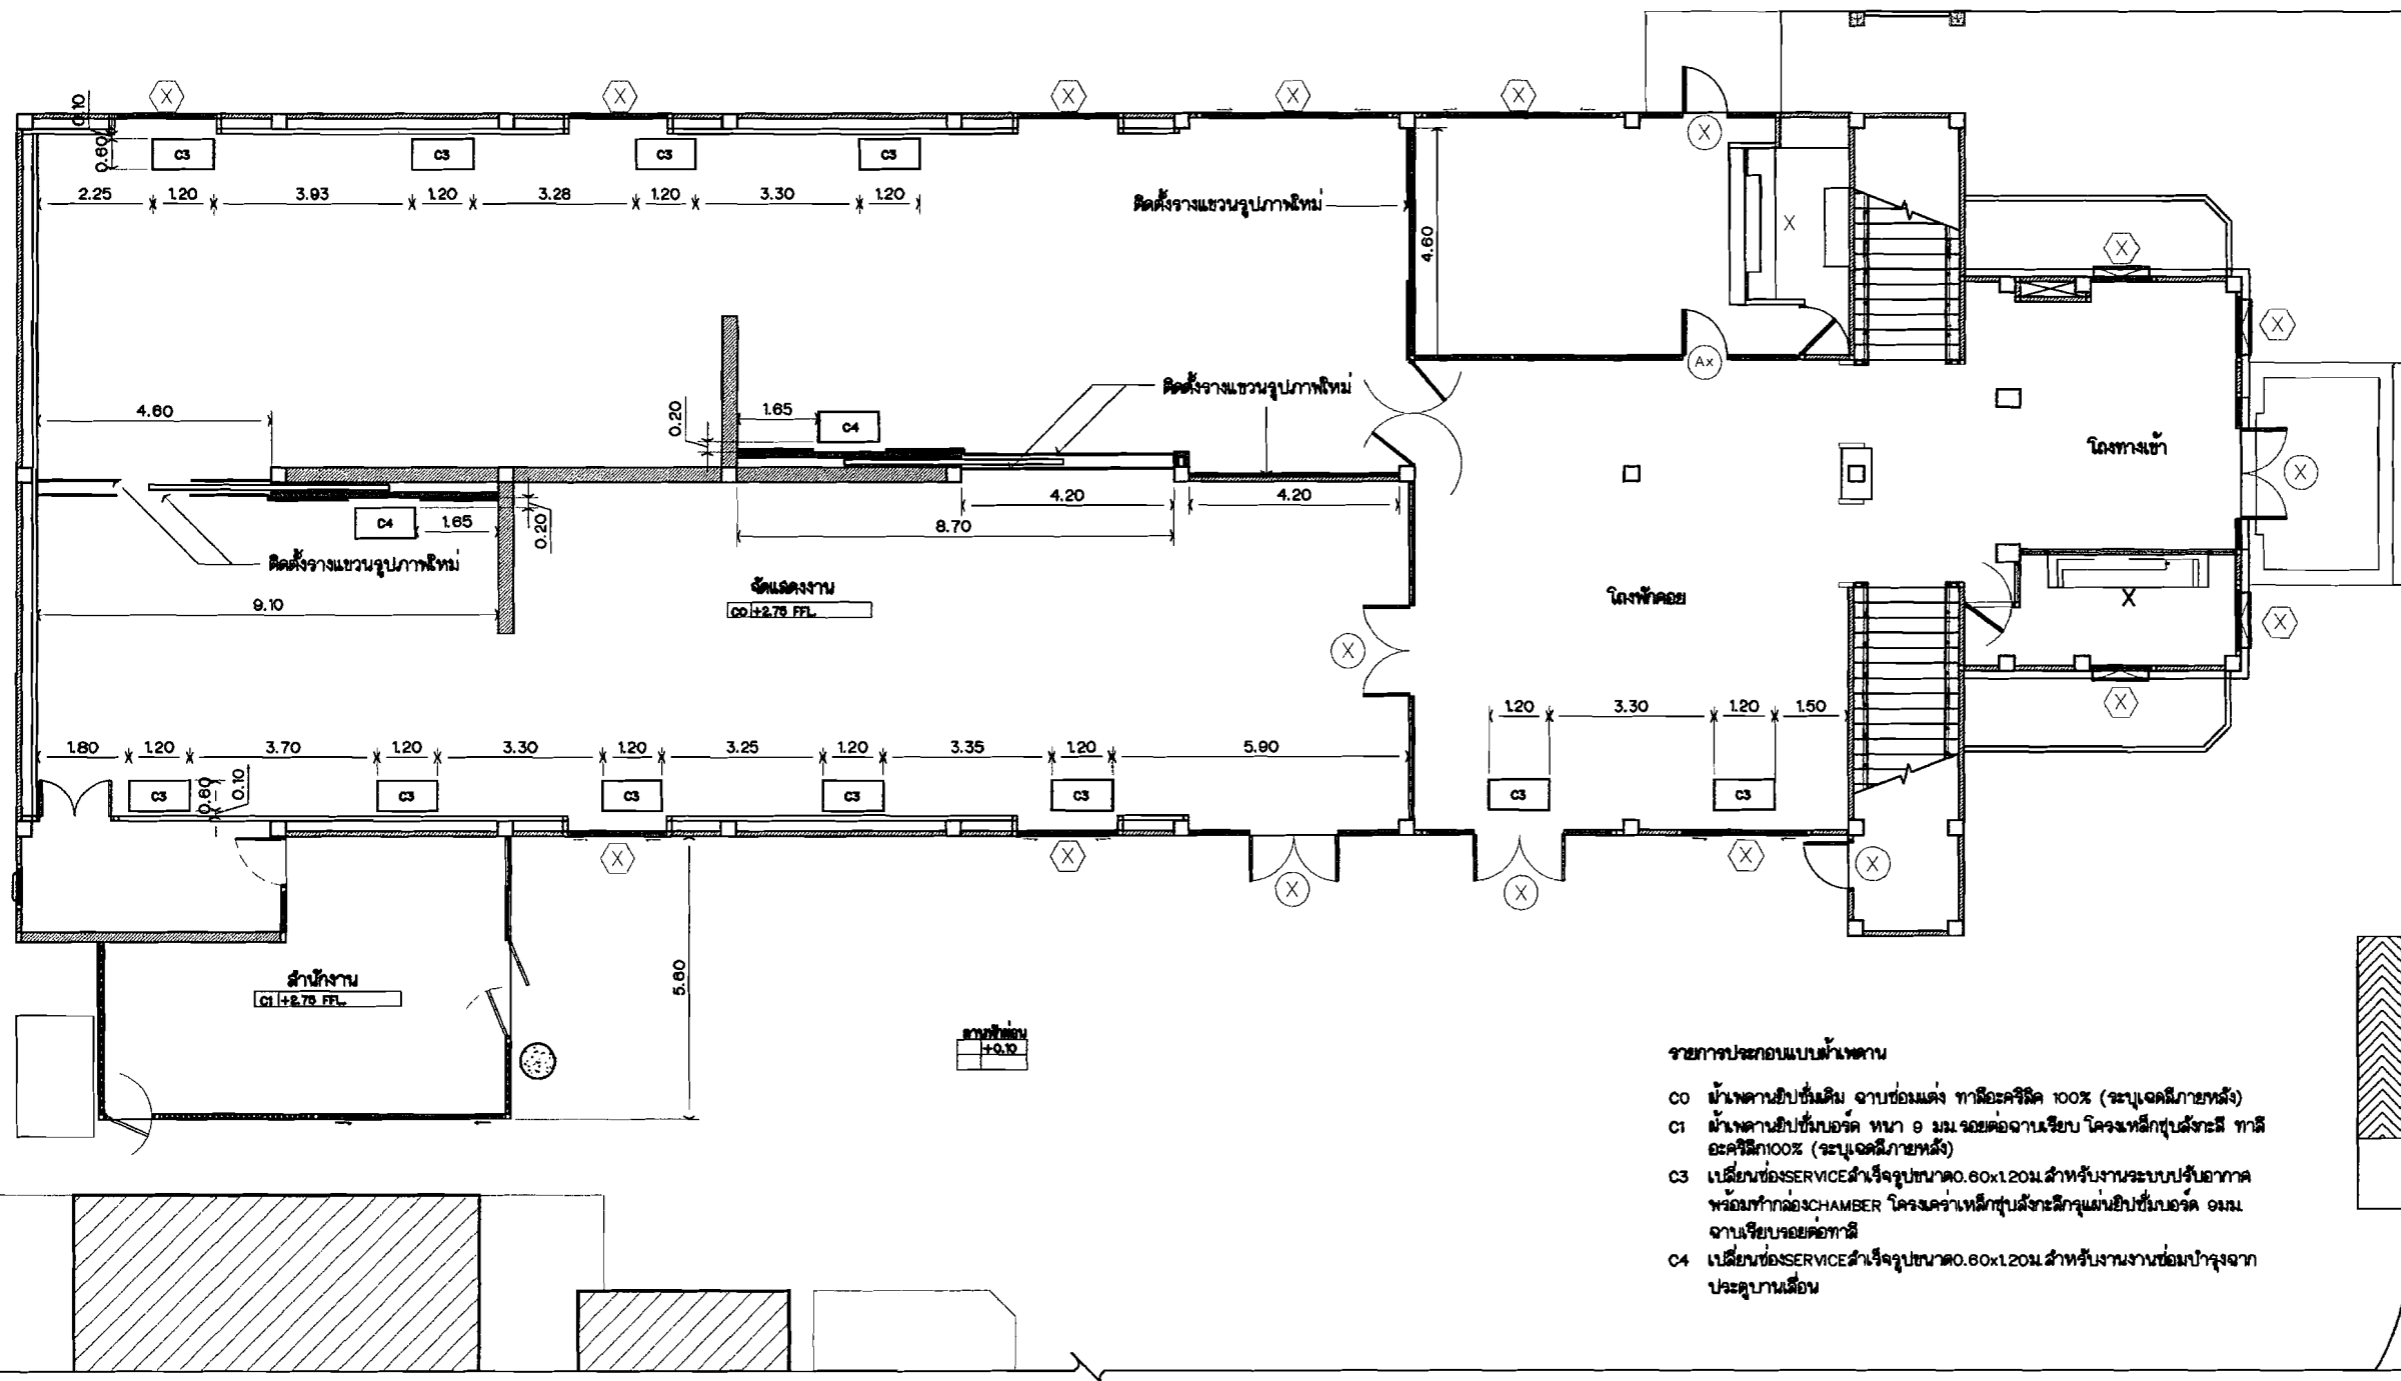 X
X
X
X
X
0.10
0.60
C3
C3
C3
C3
X
2.25
1.20
3.93
1.20
3.28
1.20
3.30
1.20
ติดตั้งรางแขวนรูปภาพใหม่
4.60
X
X
X
4.60
0.20
1.65
C4
ติดตั้งรางแขวนรูปภาพใหม่
Ax
โถงทางเข้า
X
4.20
4.20
8.70
C4
1.65
0.20
ติดตั้งรางแขวนรูปภาพใหม่
9.10
จัดแสดงงาน
C0 +2.75 FFL.
โถงพักคอย
X
X
X
X
1.20
3.30
1.20
1.50
1.80
1.20
3.70
1.20
3.30
1.20
3.25
1.20
3.35
1.20
5.90
0.60
0.10
C3
C3
C3
C3
C3
C3
C3
X
X
X
X
X
X
5.60
สำนักงาน
C1 +2.75 FFL.
ลานพักผ่อน
+0.10
รายการประกอบแบบฝ้าเพดาน
C0 ฝ้าเพดานยิปซั่มเดิม ฉาบซ่อมแต่ง ทาสีอะคริลิค 100% (ระบุเฉดสีภายหลัง)
C1 ฝ้าเพดานยิปซั่มบอร์ด หนา 9 มม.รอยต่อฉาบเรียบ โครงเหล็กชุบสังกะสี ทาสี
อะคริลิก100% (ระบุเฉดสีภายหลัง)
C3 เปลี่ยนช่องSERVICEสำเร็จรูปขนาด0.60x1.20ม.สำหรับงานระบบปรับอากาศ
พร้อมทำกล่องCHAMBER โครงคร่าวเหล็กชุบสังกะสีกรุแผ่นยิปซั่มบอร์ด 9มม.
ฉาบเรียบรอยต่อทาสี
C4 เปลี่ยนช่องSERVICEสำเร็จรูปขนาด0.60x1.20ม.สำหรับงานงานซ่อมบำรุงฉาก
ประตูบานเลื่อน